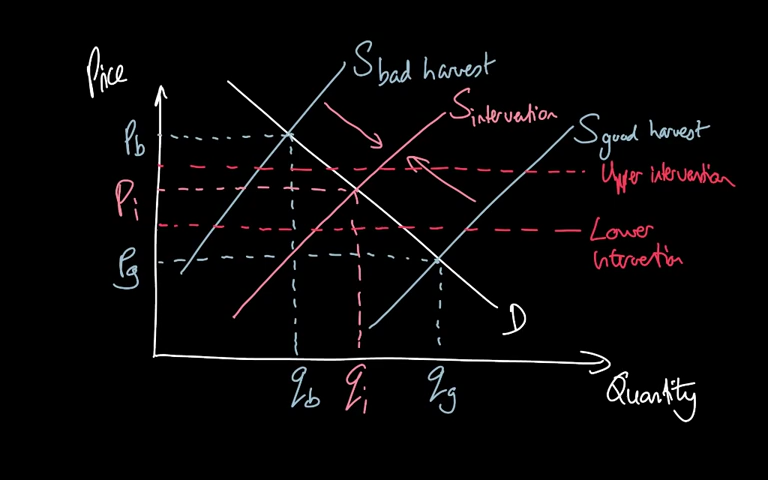 Price
S bad harvest
S intervention
S good harvest
Pb
Upper intervention
Pi
Lower
intervention
Pg
D
qb qi qg
Quantity